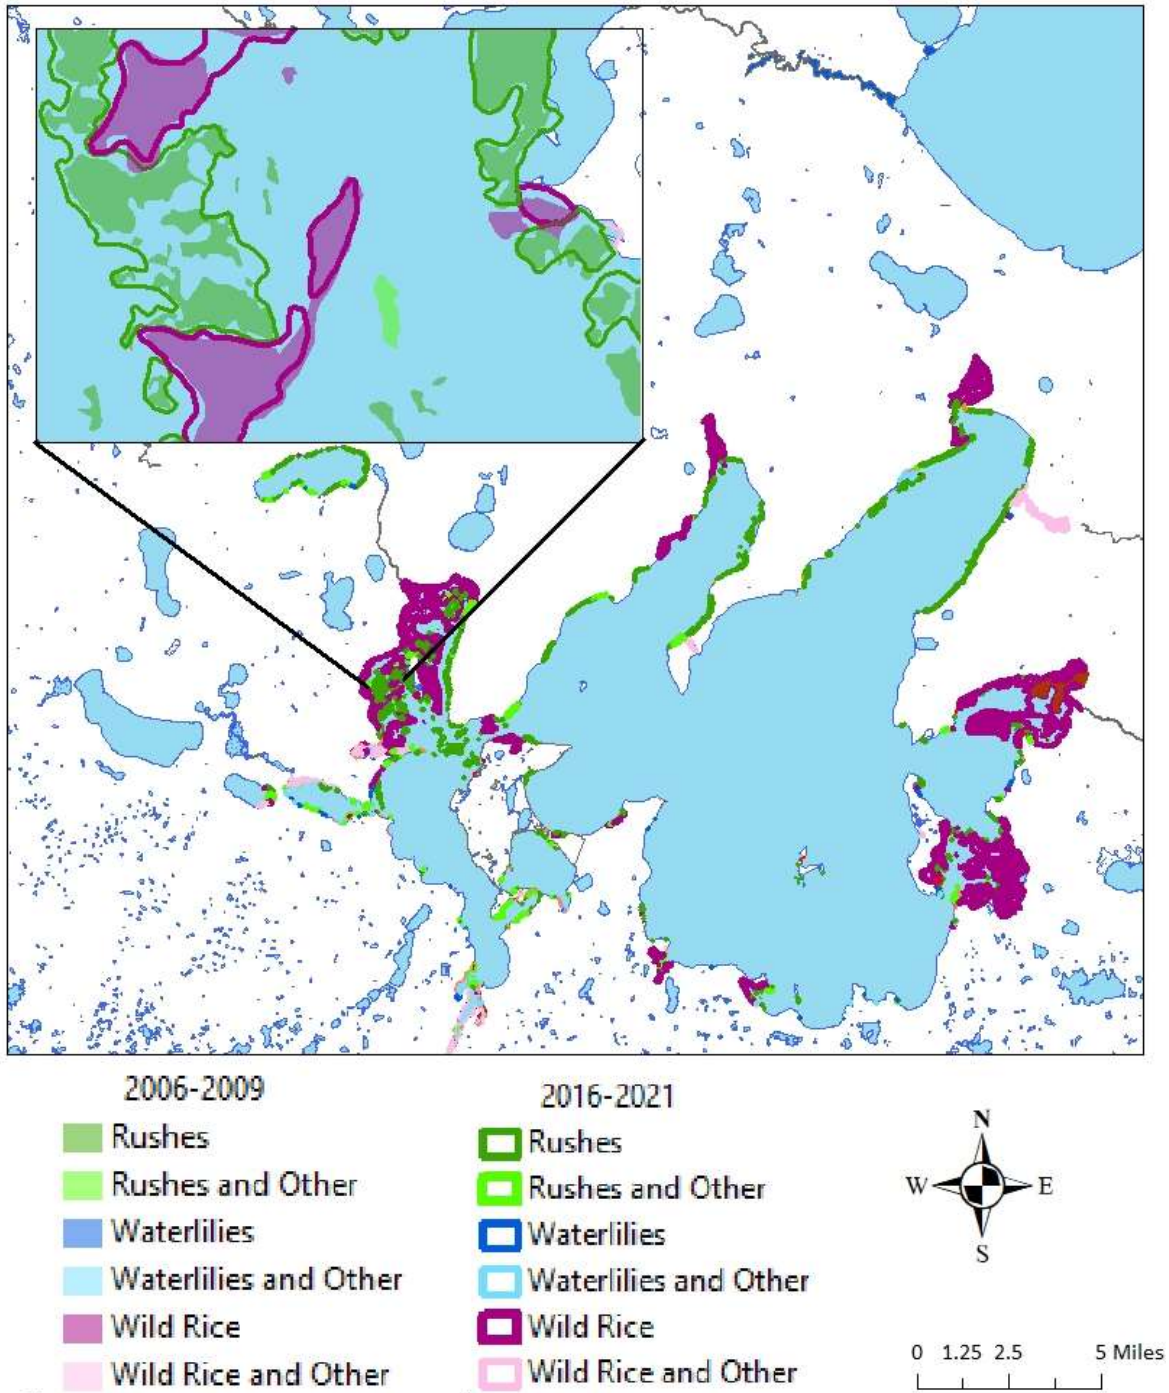 2006-2009
Rushes
Rushes and Other
Waterlilies
Waterlilies and Other
Wild Rice
Wild Rice and Other
2016-2021
Rushes
Rushes and Other
Waterlilies
Waterlilies and Other
Wild Rice
Wild Rice and Other
N
W E
S
0 1.25 2.5 5 Miles